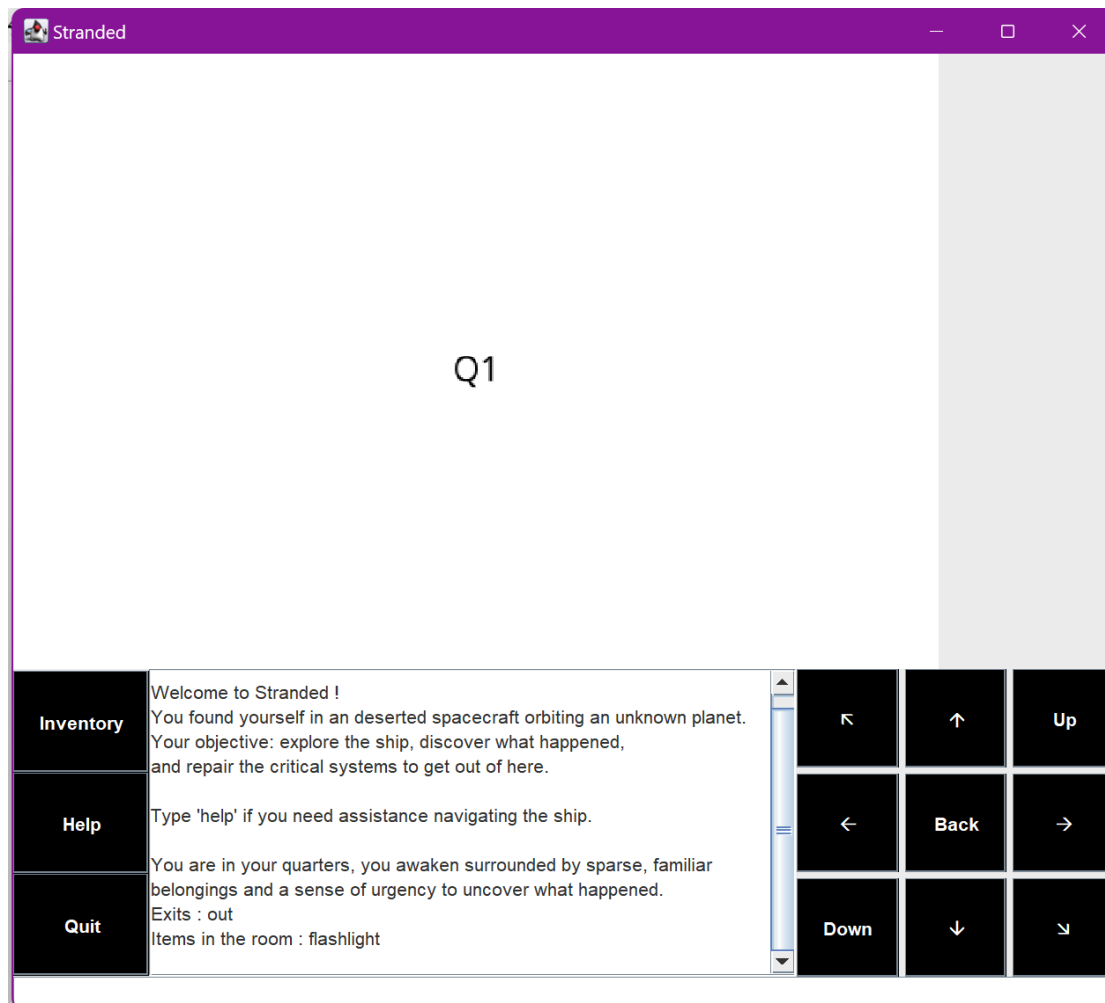 Stranded
Q1
Inventory
Help
Quit
Welcome to Stranded !
You found yourself in an deserted spacecraft orbiting an unknown planet.
Your objective: explore the ship, discover what happened,
and repair the critical systems to get out of here.
Type 'help' if you need assistance navigating the ship.
You are in your quarters, you awaken surrounded by sparse, familiar
belongings and a sense of urgency to uncover what happened.
Exits : out
Items in the room : flashlight
↖ ↑ Up
← Back →
Down ↓ ↘